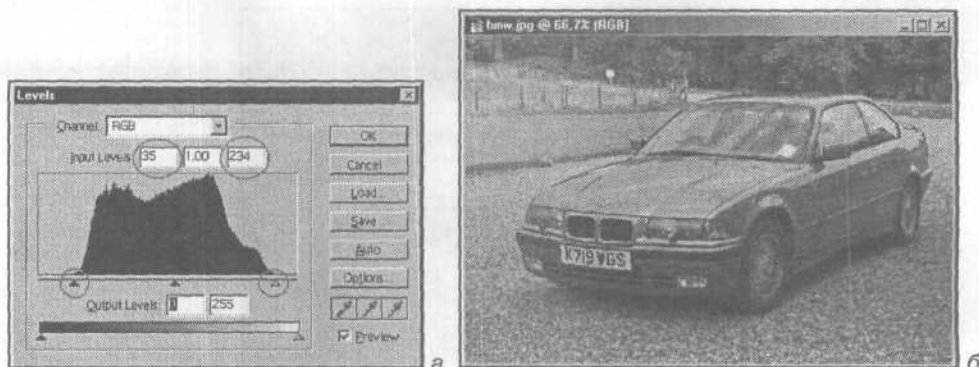 Levels
Channel: RGB
Input Levels: 35 1.00 234
OK
Cancel
Load...
Save...
Auto
Options...
Output Levels: 0 255
Preview
а
bmw.jpg @ 66,7% (RGB)
K719
б